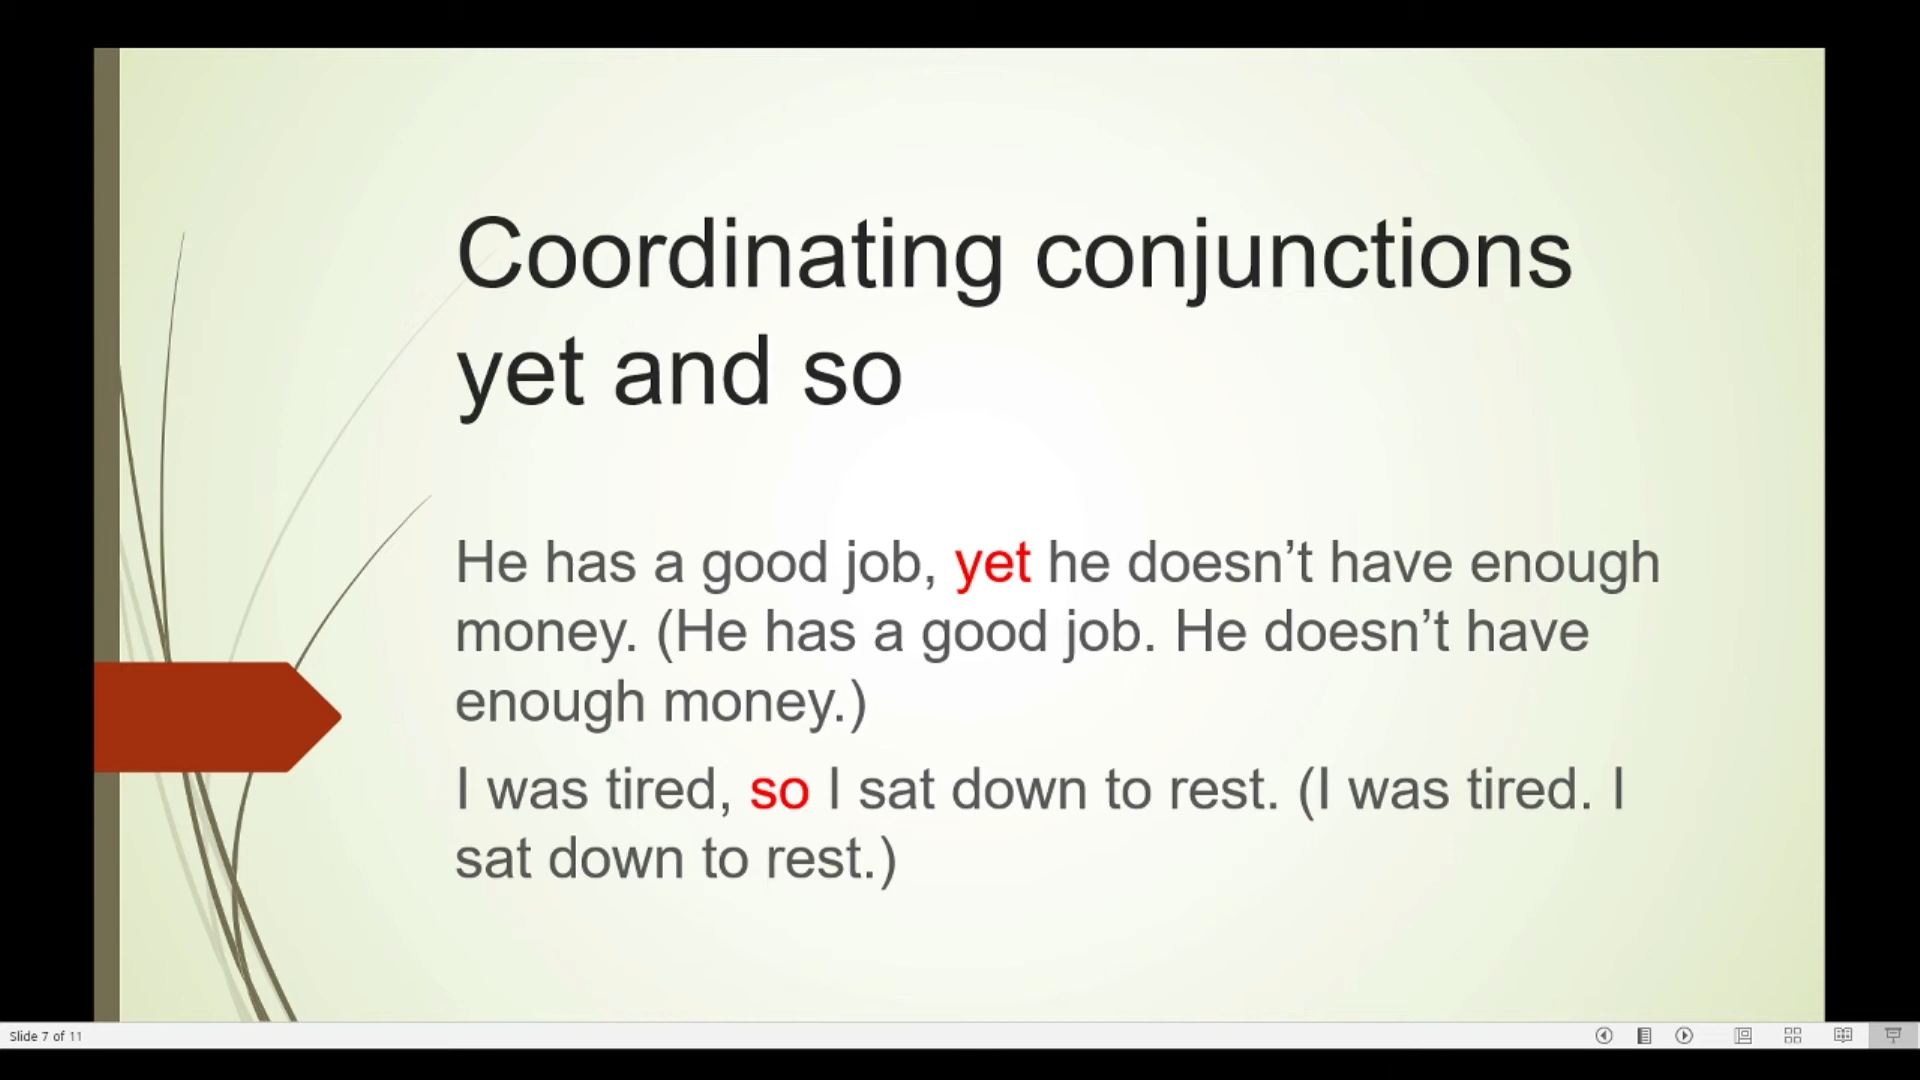 Coordinating conjunctions
yet and so
He has a good job, yet he doesn’t have enough
money. (He has a good job. He doesn’t have
enough money.)
I was tired, so I sat down to rest. (I was tired. I
sat down to rest.)
Slide 7 of 11